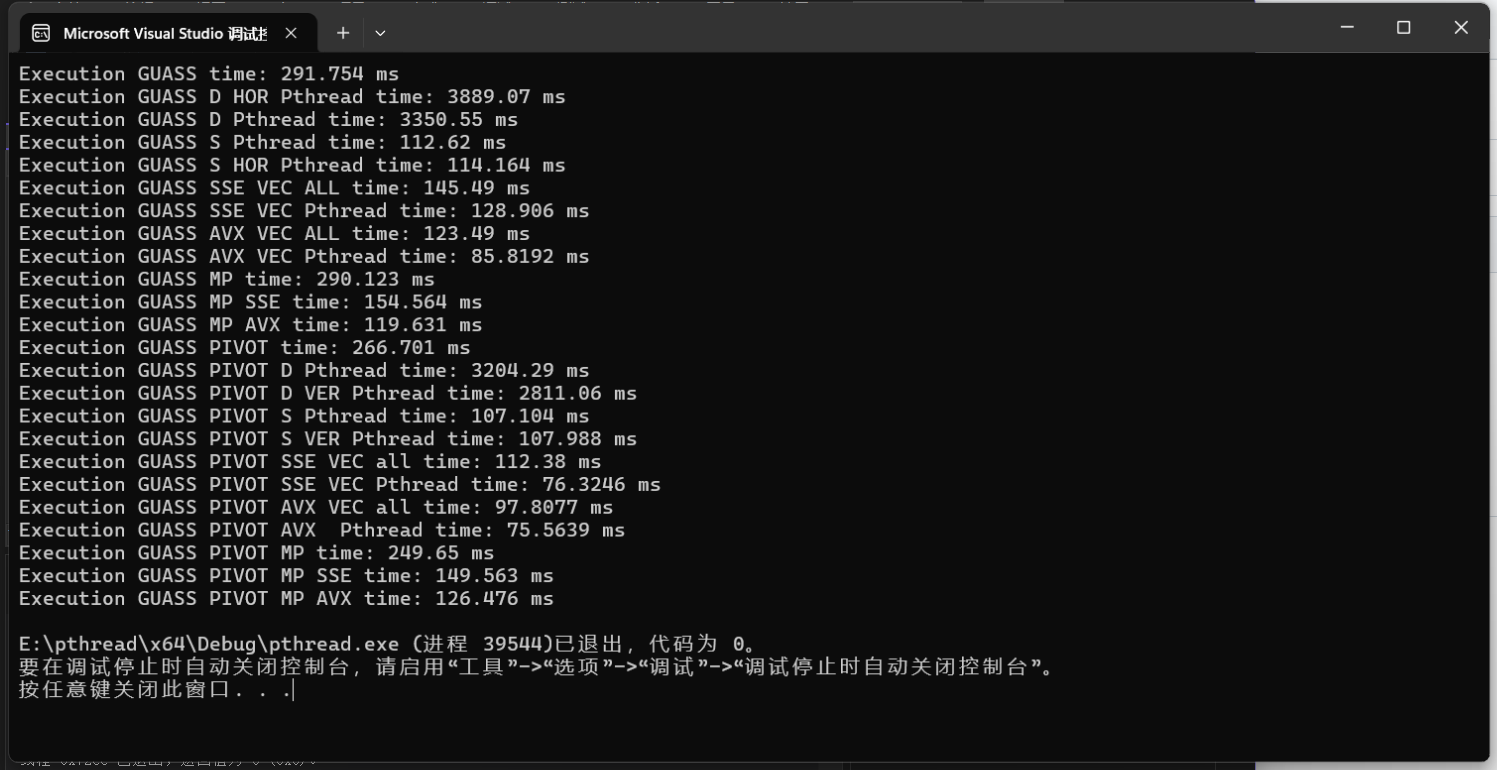 Microsoft Visual Studio 调试控
Execution GUASS time: 291.754 ms
Execution GUASS D HOR Pthread time: 3889.07 ms
Execution GUASS D Pthread time: 3350.55 ms
Execution GUASS S Pthread time: 112.62 ms
Execution GUASS S HOR Pthread time: 114.164 ms
Execution GUASS SSE VEC ALL time: 145.49 ms
Execution GUASS SSE VEC Pthread time: 128.906 ms
Execution GUASS AVX VEC ALL time: 123.49 ms
Execution GUASS AVX VEC Pthread time: 85.8192 ms
Execution GUASS MP time: 290.123 ms
Execution GUASS MP SSE time: 154.564 ms
Execution GUASS MP AVX time: 119.631 ms
Execution GUASS PIVOT time: 266.701 ms
Execution GUASS PIVOT D Pthread time: 3204.29 ms
Execution GUASS PIVOT D VER Pthread time: 2811.06 ms
Execution GUASS PIVOT S Pthread time: 107.104 ms
Execution GUASS PIVOT S VER Pthread time: 107.988 ms
Execution GUASS PIVOT SSE VEC all time: 112.38 ms
Execution GUASS PIVOT SSE VEC Pthread time: 76.3246 ms
Execution GUASS PIVOT AVX VEC all time: 97.8077 ms
Execution GUASS PIVOT AVX  Pthread time: 75.5639 ms
Execution GUASS PIVOT MP time: 249.65 ms
Execution GUASS PIVOT MP SSE time: 149.563 ms
Execution GUASS PIVOT MP AVX time: 126.476 ms
E:\pthread\x64\Debug\pthread.exe (进程 39544)已退出，代码为 0。
要在调试停止时自动关闭控制台，请启用“工具”->“选项”->“调试”->“调试停止时自动关闭控制台”。
按任意键关闭此窗口. . .